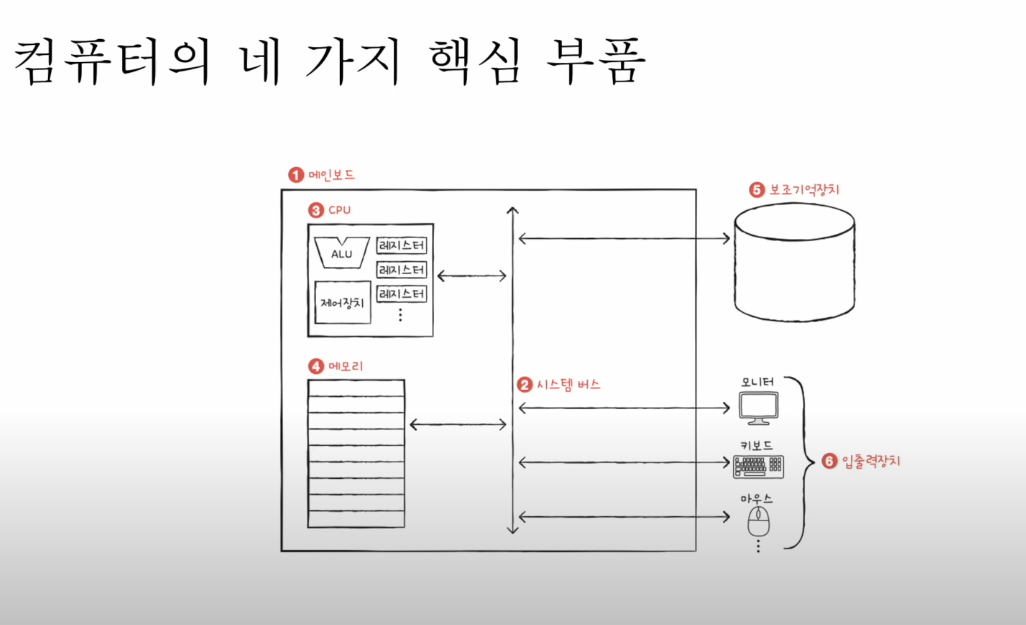 컴퓨터의 네 가지 핵심 부품
1 메인보드
3 CPU
ALU
레지스터
레지스터
레지스터
제어장치
4 메모리
2 시스템 버스
5 보조기억장치
모니터
키보드
마우스
6 입출력장치